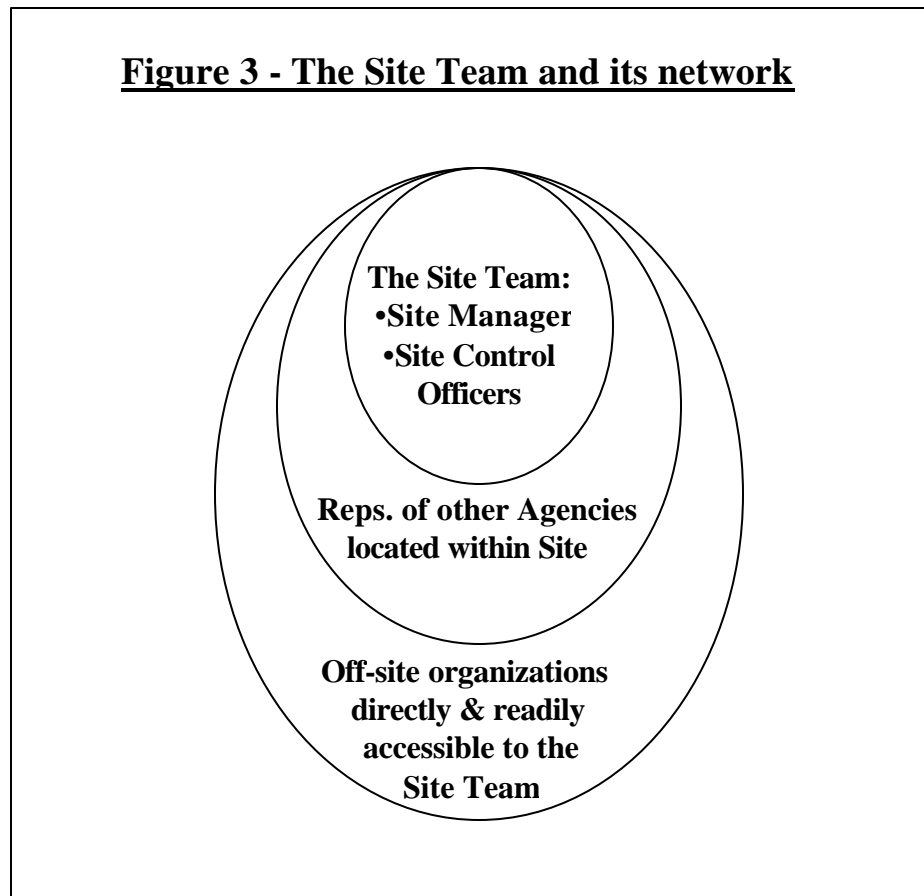 Figure 3 - The Site Team and its network
The Site Team:
•Site Manager
•Site Control
Officers
Reps. of other Agencies
located within Site
Off-site organizations
directly & readily
accessible to the
Site Team